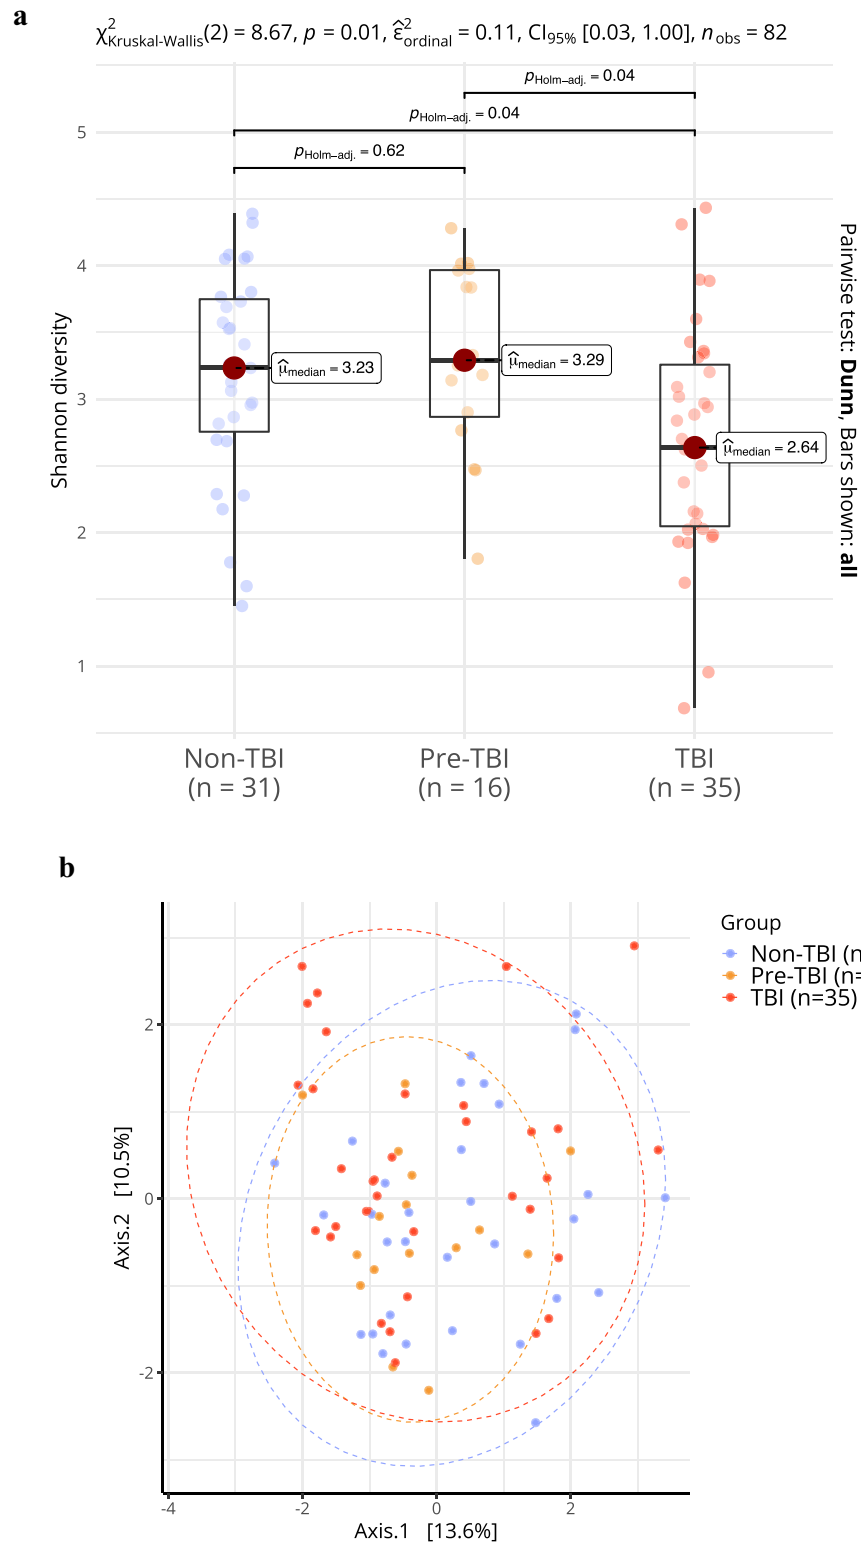 a
χ²Kruskal-Wallis(2) = 8.67, p = 0.01, ε̂²ordinal = 0.11, CI95% [0.03, 1.00], nobs = 82
pHolm−adj. = 0.04
pHolm−adj. = 0.04
pHolm−adj. = 0.62
5
4
3
2
1
Shannon diversity
μ̂median = 3.23
μ̂median = 3.29
μ̂median = 2.64
Pairwise test: Dunn, Bars shown: all
Non-TBI
(n = 31)
Pre-TBI
(n = 16)
TBI
(n = 35)
b
Group
Non-TBI (n
Pre-TBI (n=
TBI (n=35)
2
0
-2
Axis.2 [10.5%]
-4
-2
0
2
Axis.1 [13.6%]